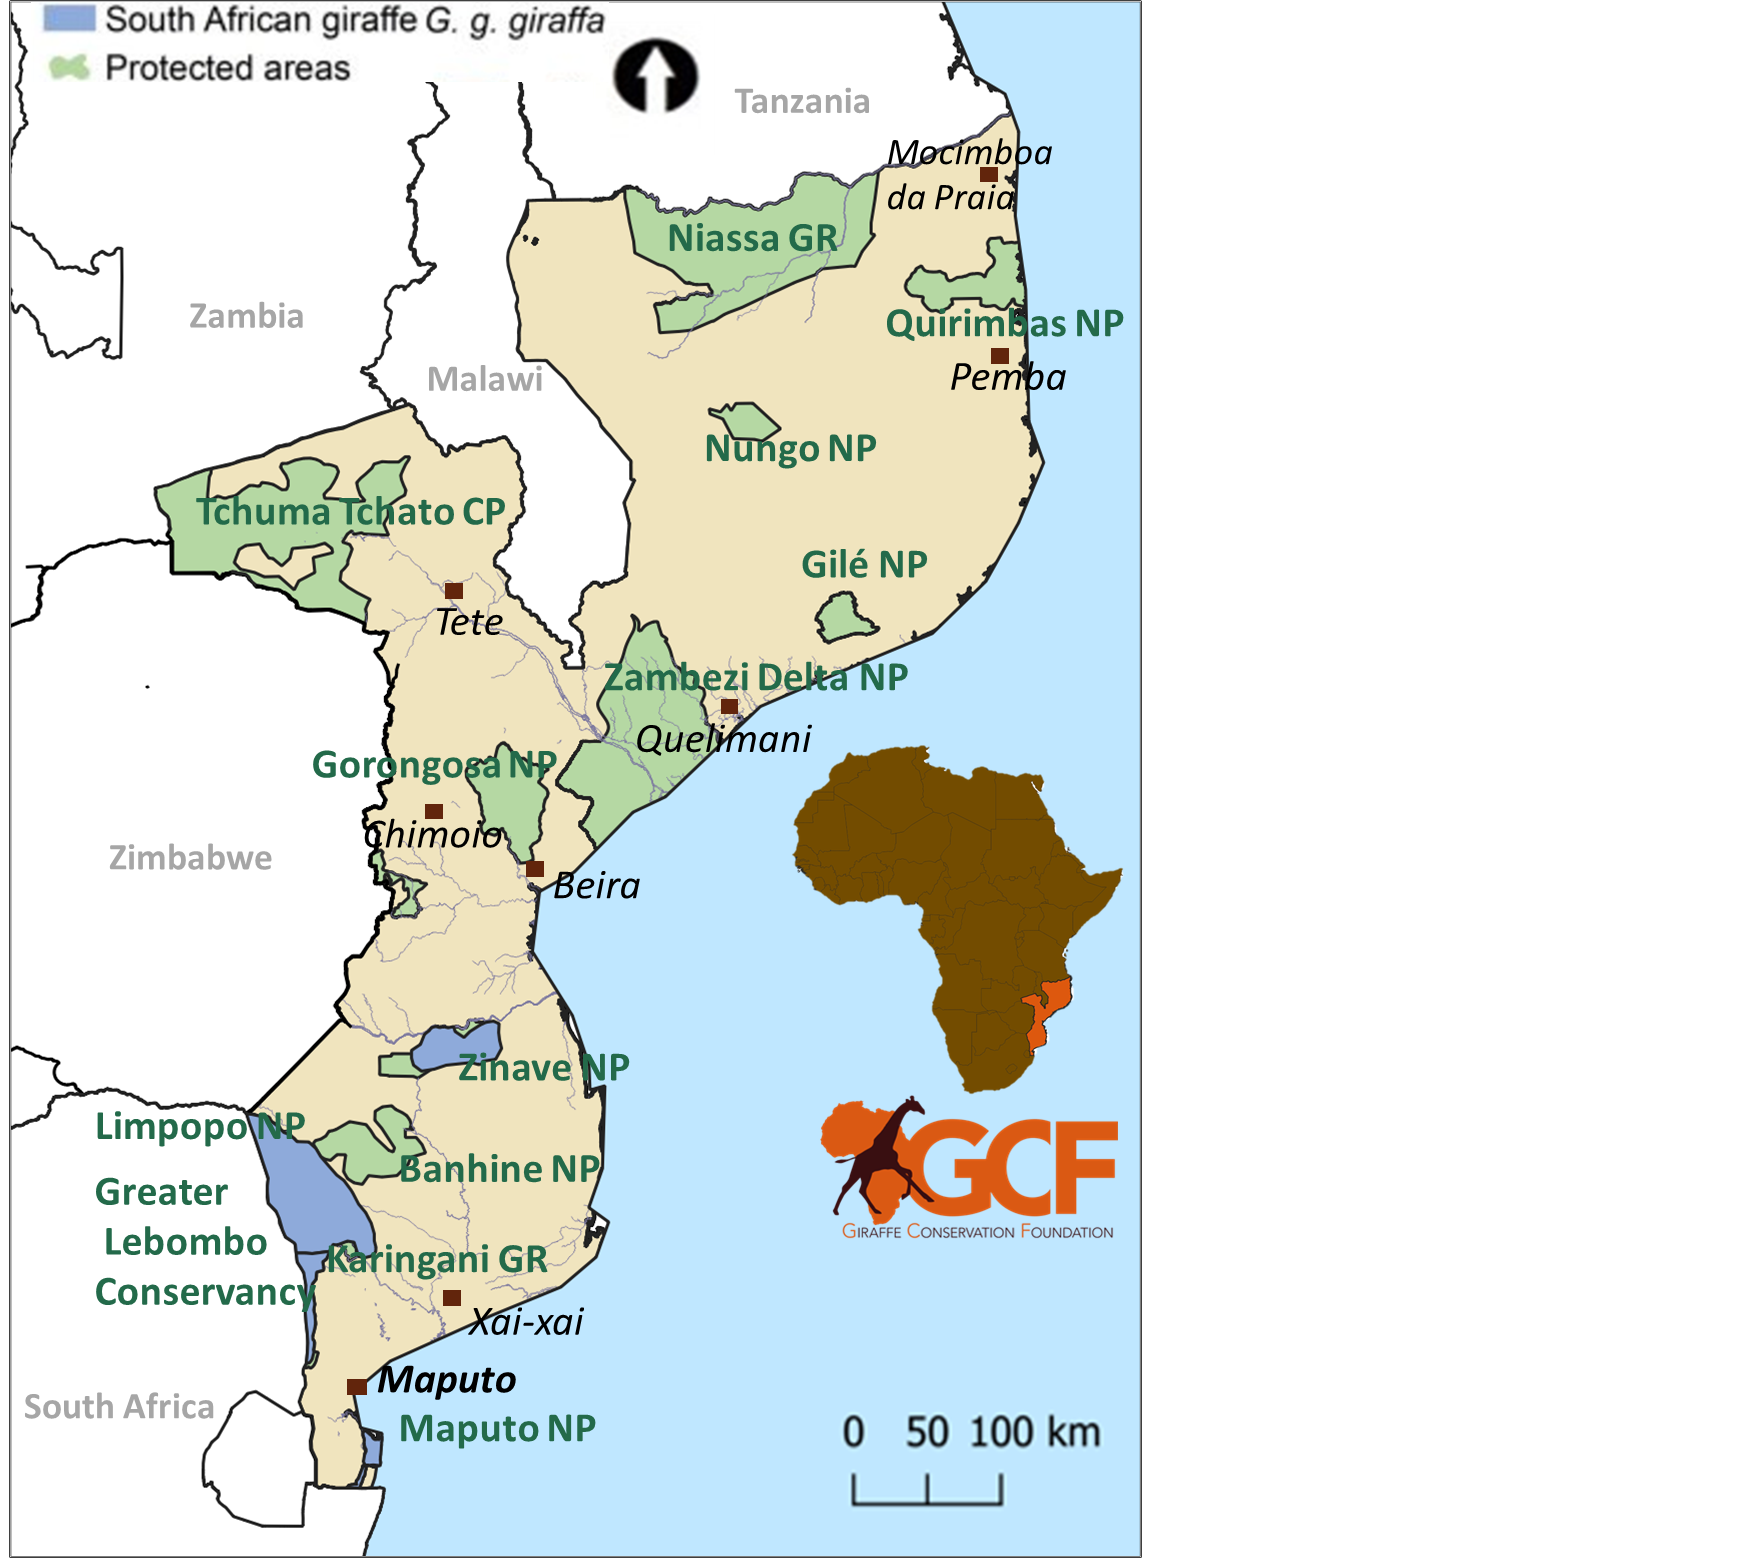 South African giraffe G. g. giraffa
Protected areas
Tanzania
Mocimboa
da Praia
Niassa GR
Zambia
Quirimbas NP
Malawi
Pemba
Nungo NP
Tchuma Tchato CP
Gilé NP
Tete
Zambezi Delta NP
Quelimani
Gorongosa NP
Chimoio
Zimbabwe
Beira
Zinave NP
Limpopo NP
Banhine NP
Greater
Lebombo
Conservancy
Karingani GR
Xai-xai
Maputo
South Africa
Maputo NP
GCF
GIRAFFE CONSERVATION FOUNDATION
0 50 100 km